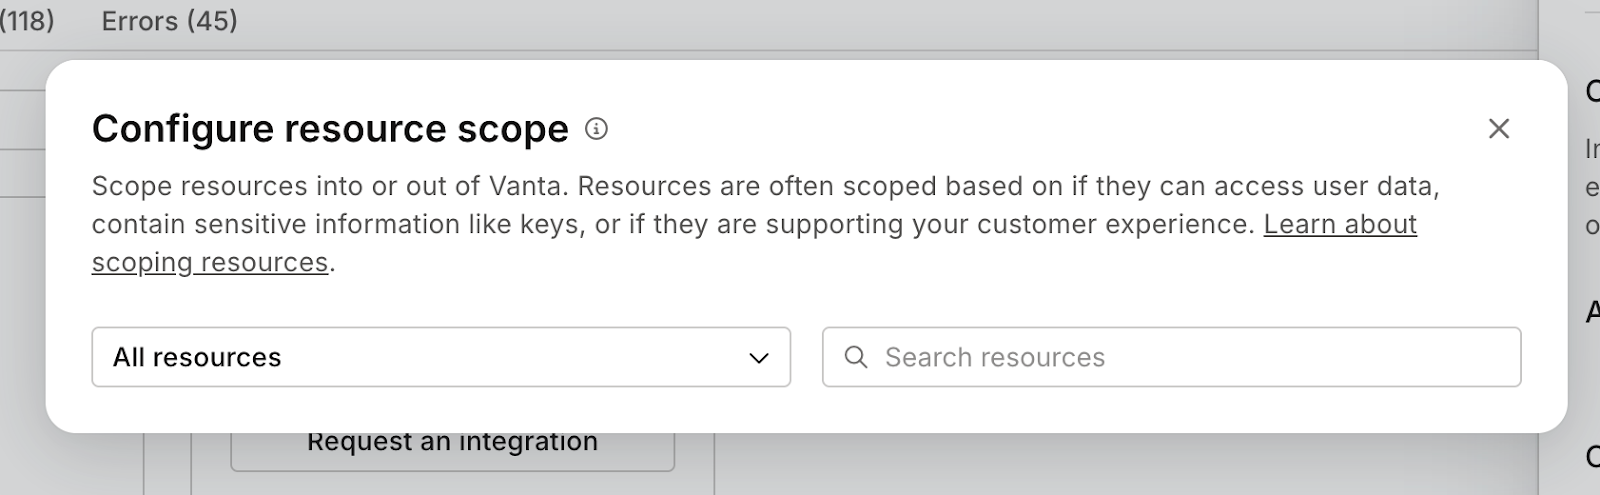 (118) Errors (45)
Configure resource scope
Scope resources into or out of Vanta. Resources are often scoped based on if they can access user data,
contain sensitive information like keys, or if they are supporting your customer experience. Learn about
scoping resources.
All resources
Search resources
Request an integration